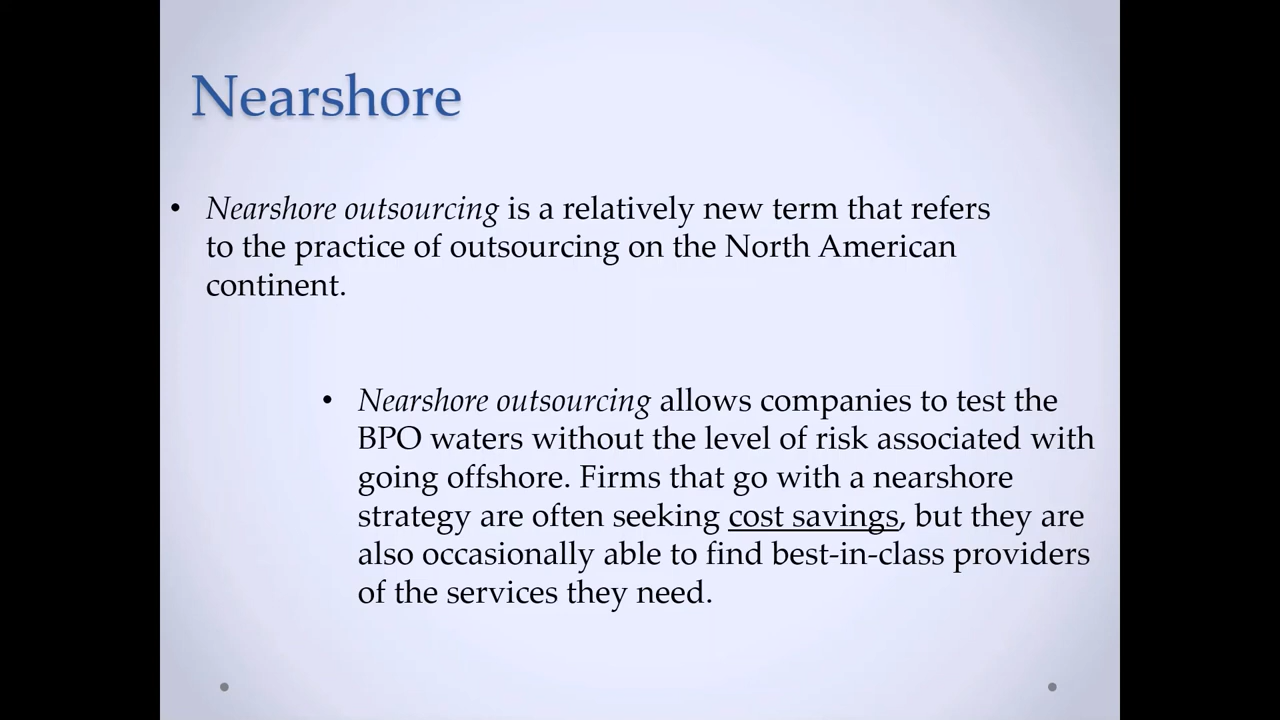 Nearshore
• Nearshore outsourcing is a relatively new term that refers
to the practice of outsourcing on the North American
continent.
• Nearshore outsourcing allows companies to test the
BPO waters without the level of risk associated with
going offshore. Firms that go with a nearshore
strategy are often seeking cost savings, but they are
also occasionally able to find best-in-class providers
of the services they need.